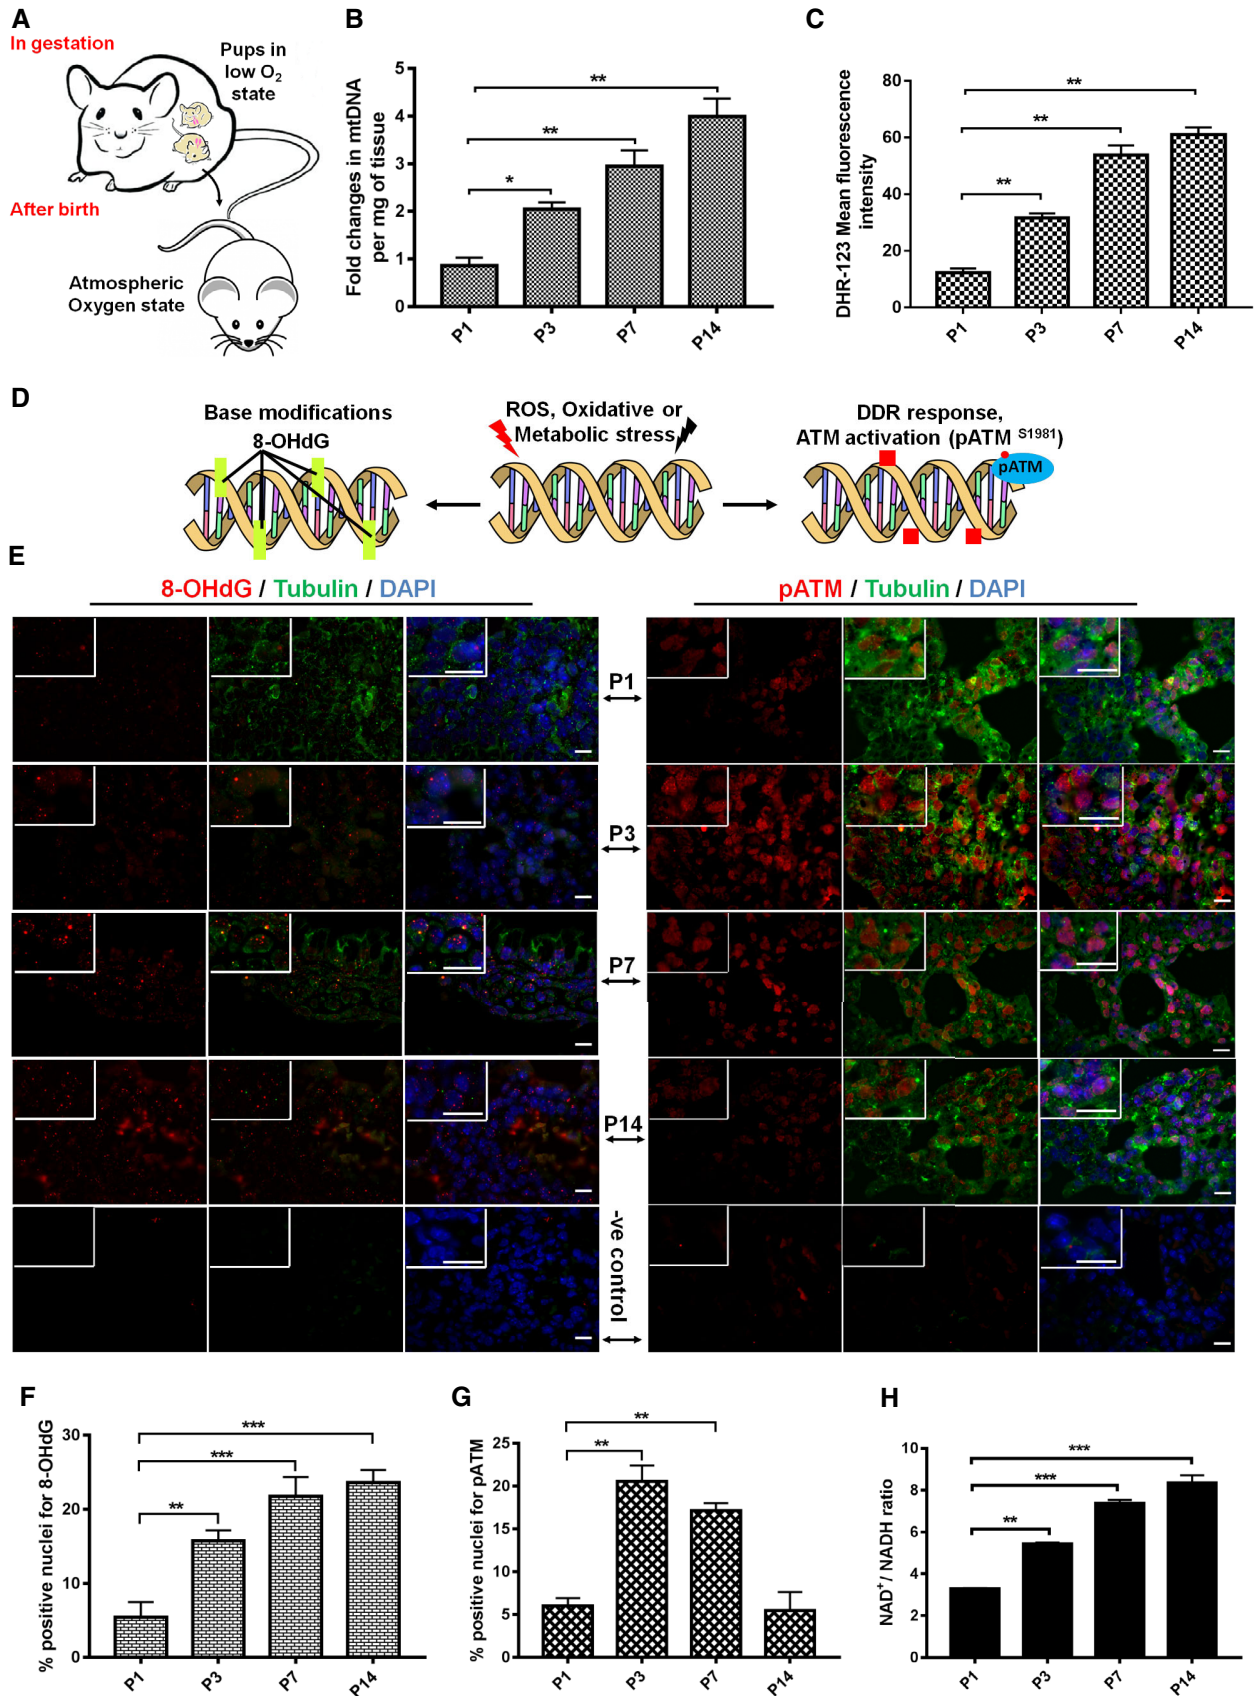 A
In gestation
Pups in
low O2
state
After birth
Atmospheric
Oxygen state
B
Fold changes in mtDNA
per mg of tissue
5
4
3
2
1
0
*
**
**
P1
P3
P7
P14
C
DHR-123 Mean fluorescence
intensity
80
60
40
20
0
**
**
**
P1
P3
P7
P14
D
Base modifications
8-OHdG
ROS, Oxidative or
Metabolic stress
DDR response,
ATM activation (pATM S1981)
pATM
E
8-OHdG / Tubulin / DAPI
pATM / Tubulin / DAPI
P1
P3
P7
P14
-ve control
F
% positive nuclei for 8-OHdG
30
20
10
0
**
***
***
P1
P3
P7
P14
G
% positive nuclei for pATM
25
20
15
10
5
0
**
**
P1
P3
P7
P14
H
NAD+/ NADH ratio
10
8
6
4
2
0
**
***
***
P1
P3
P7
P14